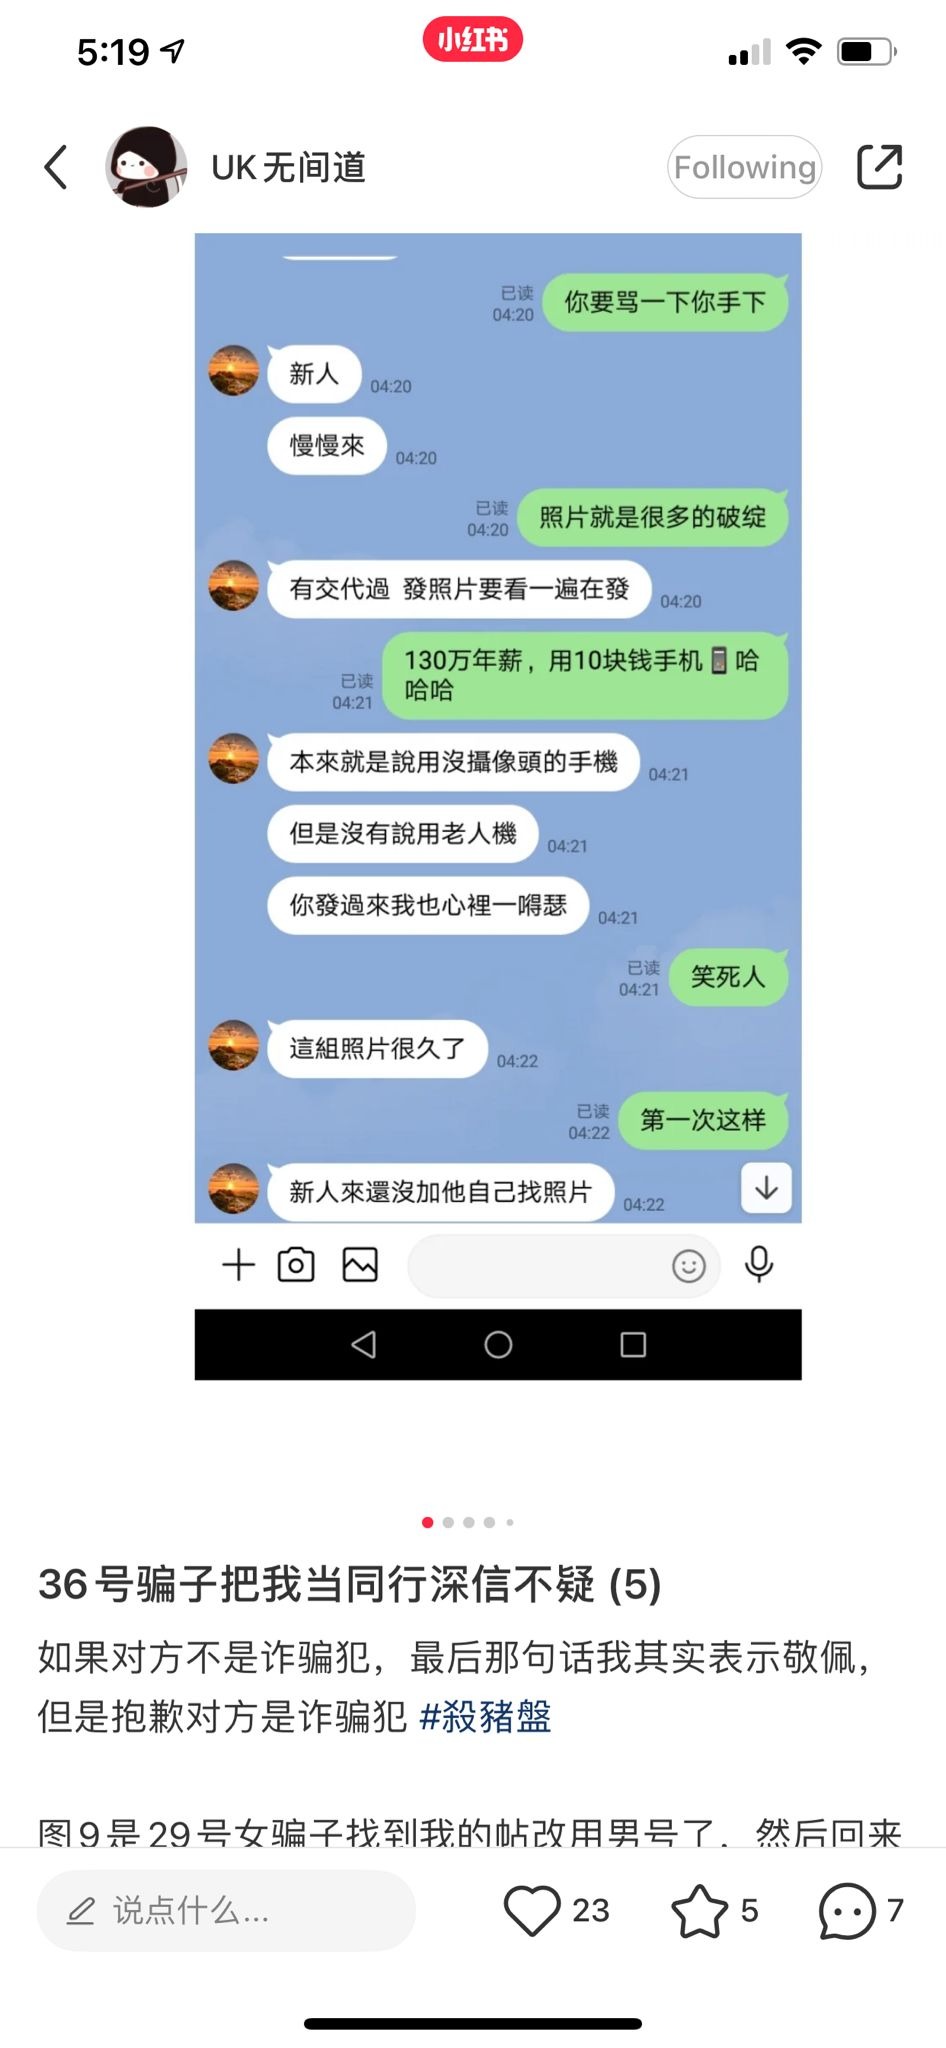 5:19
小红书
UK无间道
Following
已读
04:20
你要骂一下你手下
新人
04:20
慢慢來
04:20
已读
04:20
照片就是很多的破绽
有交代過 發照片要看一遍在發
04:20
已读
04:21
130万年薪，用10块钱手机📱哈
哈哈
本來就是說用沒攝像頭的手機
04:21
但是沒有說用老人機
04:21
你發過來我也心裡一嘚瑟
04:21
已读
04:21
笑死人
這組照片很久了
04:22
已读
04:22
第一次这样
新人來還沒加他自己找照片
04:22
36号骗子把我当同行深信不疑 (5)
如果对方不是诈骗犯，最后那句话我其实表示敬佩，
但是抱歉对方是诈骗犯 #殺豬盤
图9是29号女骗子找到我的帖改用男号了，然后回来
说点什么...
23
5
7